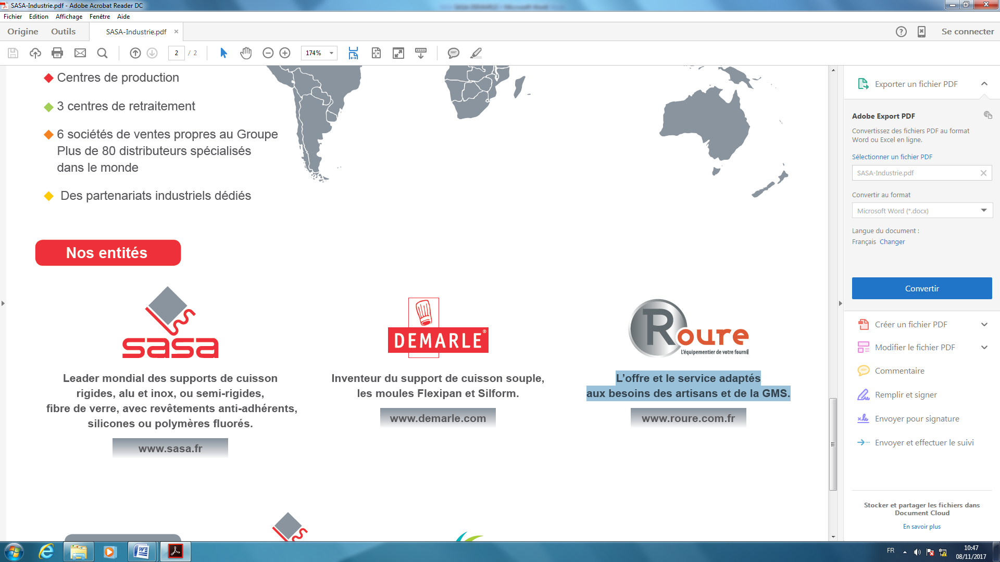 SASA-Industrie.pdf - Adobe Acrobat Reader DC
Fichier Edition Affichage Fenêtre Aide
Origine Outils SASA-Industrie.pdf × Se connecter
2 / 2 174%
Centres de production
3 centres de retraitement
6 sociétés de ventes propres au Groupe
Plus de 80 distributeurs spécialisés
dans le monde
Des partenariats industriels dédiés
Nos entités
sasa
Leader mondial des supports de cuisson
rigides, alu et inox, ou semi-rigides,
fibre de verre, avec revêtements anti-adhérents,
silicones ou polymères fluorés.
www.sasa.fr
DEMARLE®
Inventeur du support de cuisson souple,
les moules Flexipan et Silform.
www.demarle.com
Roure
L'équipementier de votre fournil
L’offre et le service adaptés
aux besoins des artisans et de la GMS.
www.roure.com.fr
Exporter un fichier PDF
Adobe Export PDF
Convertissez des fichiers PDF au format
Word ou Excel en ligne.
Sélectionner un fichier PDF
SASA-Industrie.pdf
Convertir au format
Microsoft Word (*.docx)
Langue du document :
Français Changer
Convertir
Créer un fichier PDF
Modifier le fichier PDF
Commentaire
Remplir et signer
Envoyer pour signature
Envoyer et effectuer le suivi
Stocker et partager les fichiers dans
Document Cloud
En savoir plus
FR
10:47
08/11/2017